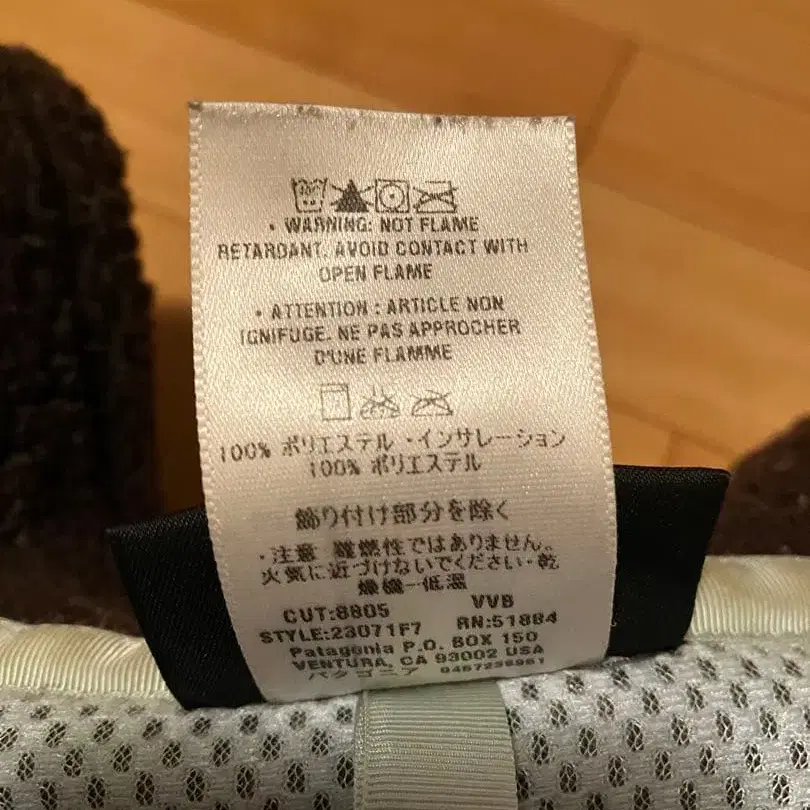 • WARNING: NOT FLAME
RETARDANT. AVOID CONTACT WITH
OPEN FLAME
• ATTENTION : ARTICLE NON
IGNIFUGE. NE PAS APPROCHER
D'UNE FLAMME
100% ポリエステル ・インサレーション
100% ポリエステル
飾り付け部分を除く
・注意 難燃性ではありません。
火気に近づけないでください・乾
燥機ー低温
CUT:8805 VVB
STYLE:23071F7 RN:51884
Patagonia P.O. BOX 150
VENTURA, CA 93002 USA
パタゴニア